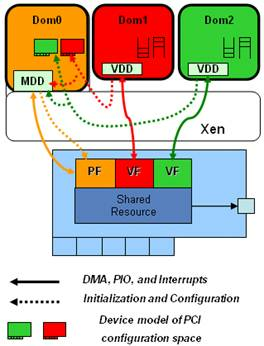 Dom0 Dom1 Dom2
MDD VDD VDD
Xen
PF VF VF
Shared
Resource
DMA, PIO, and Interrupts
Initialization and Configuration
Device model of PCI
configuration space